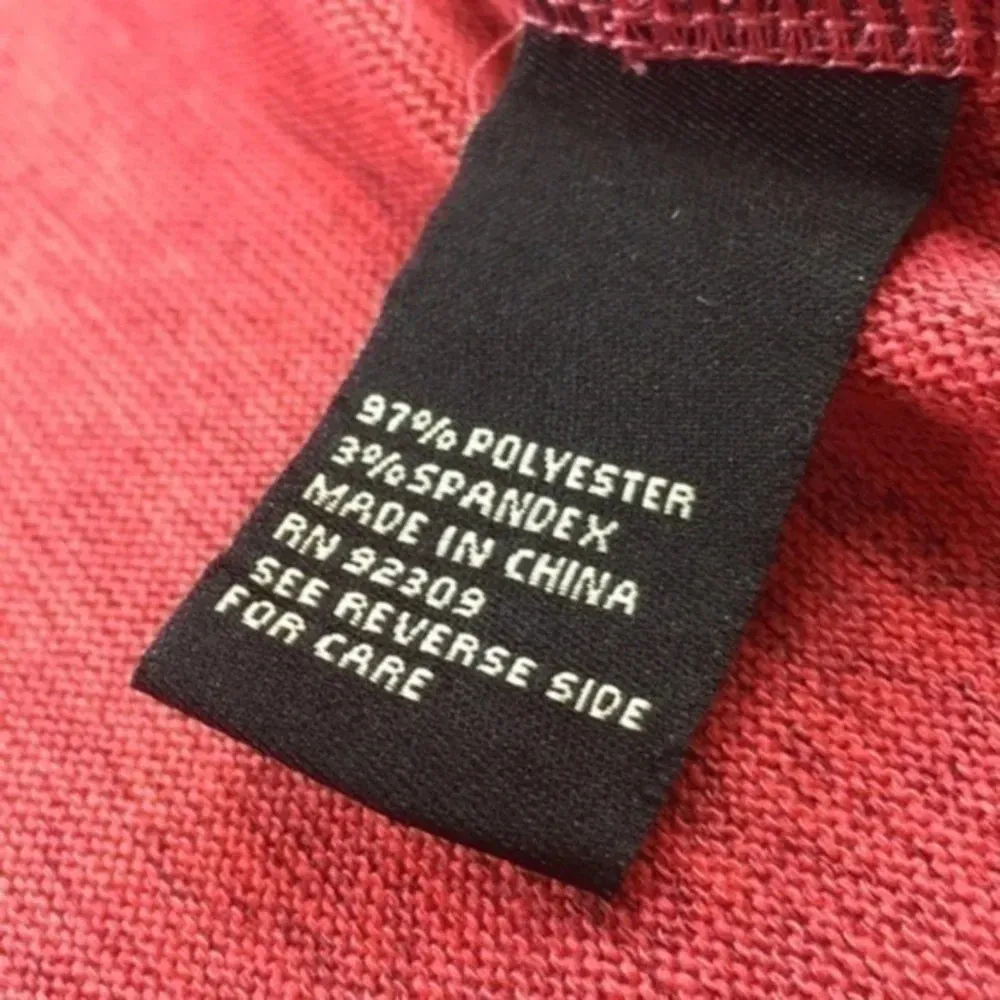 97% POLYESTER
3% SPANDEX
MADE IN CHINA
RN 92309
SEE REVERSE SIDE
FOR CARE